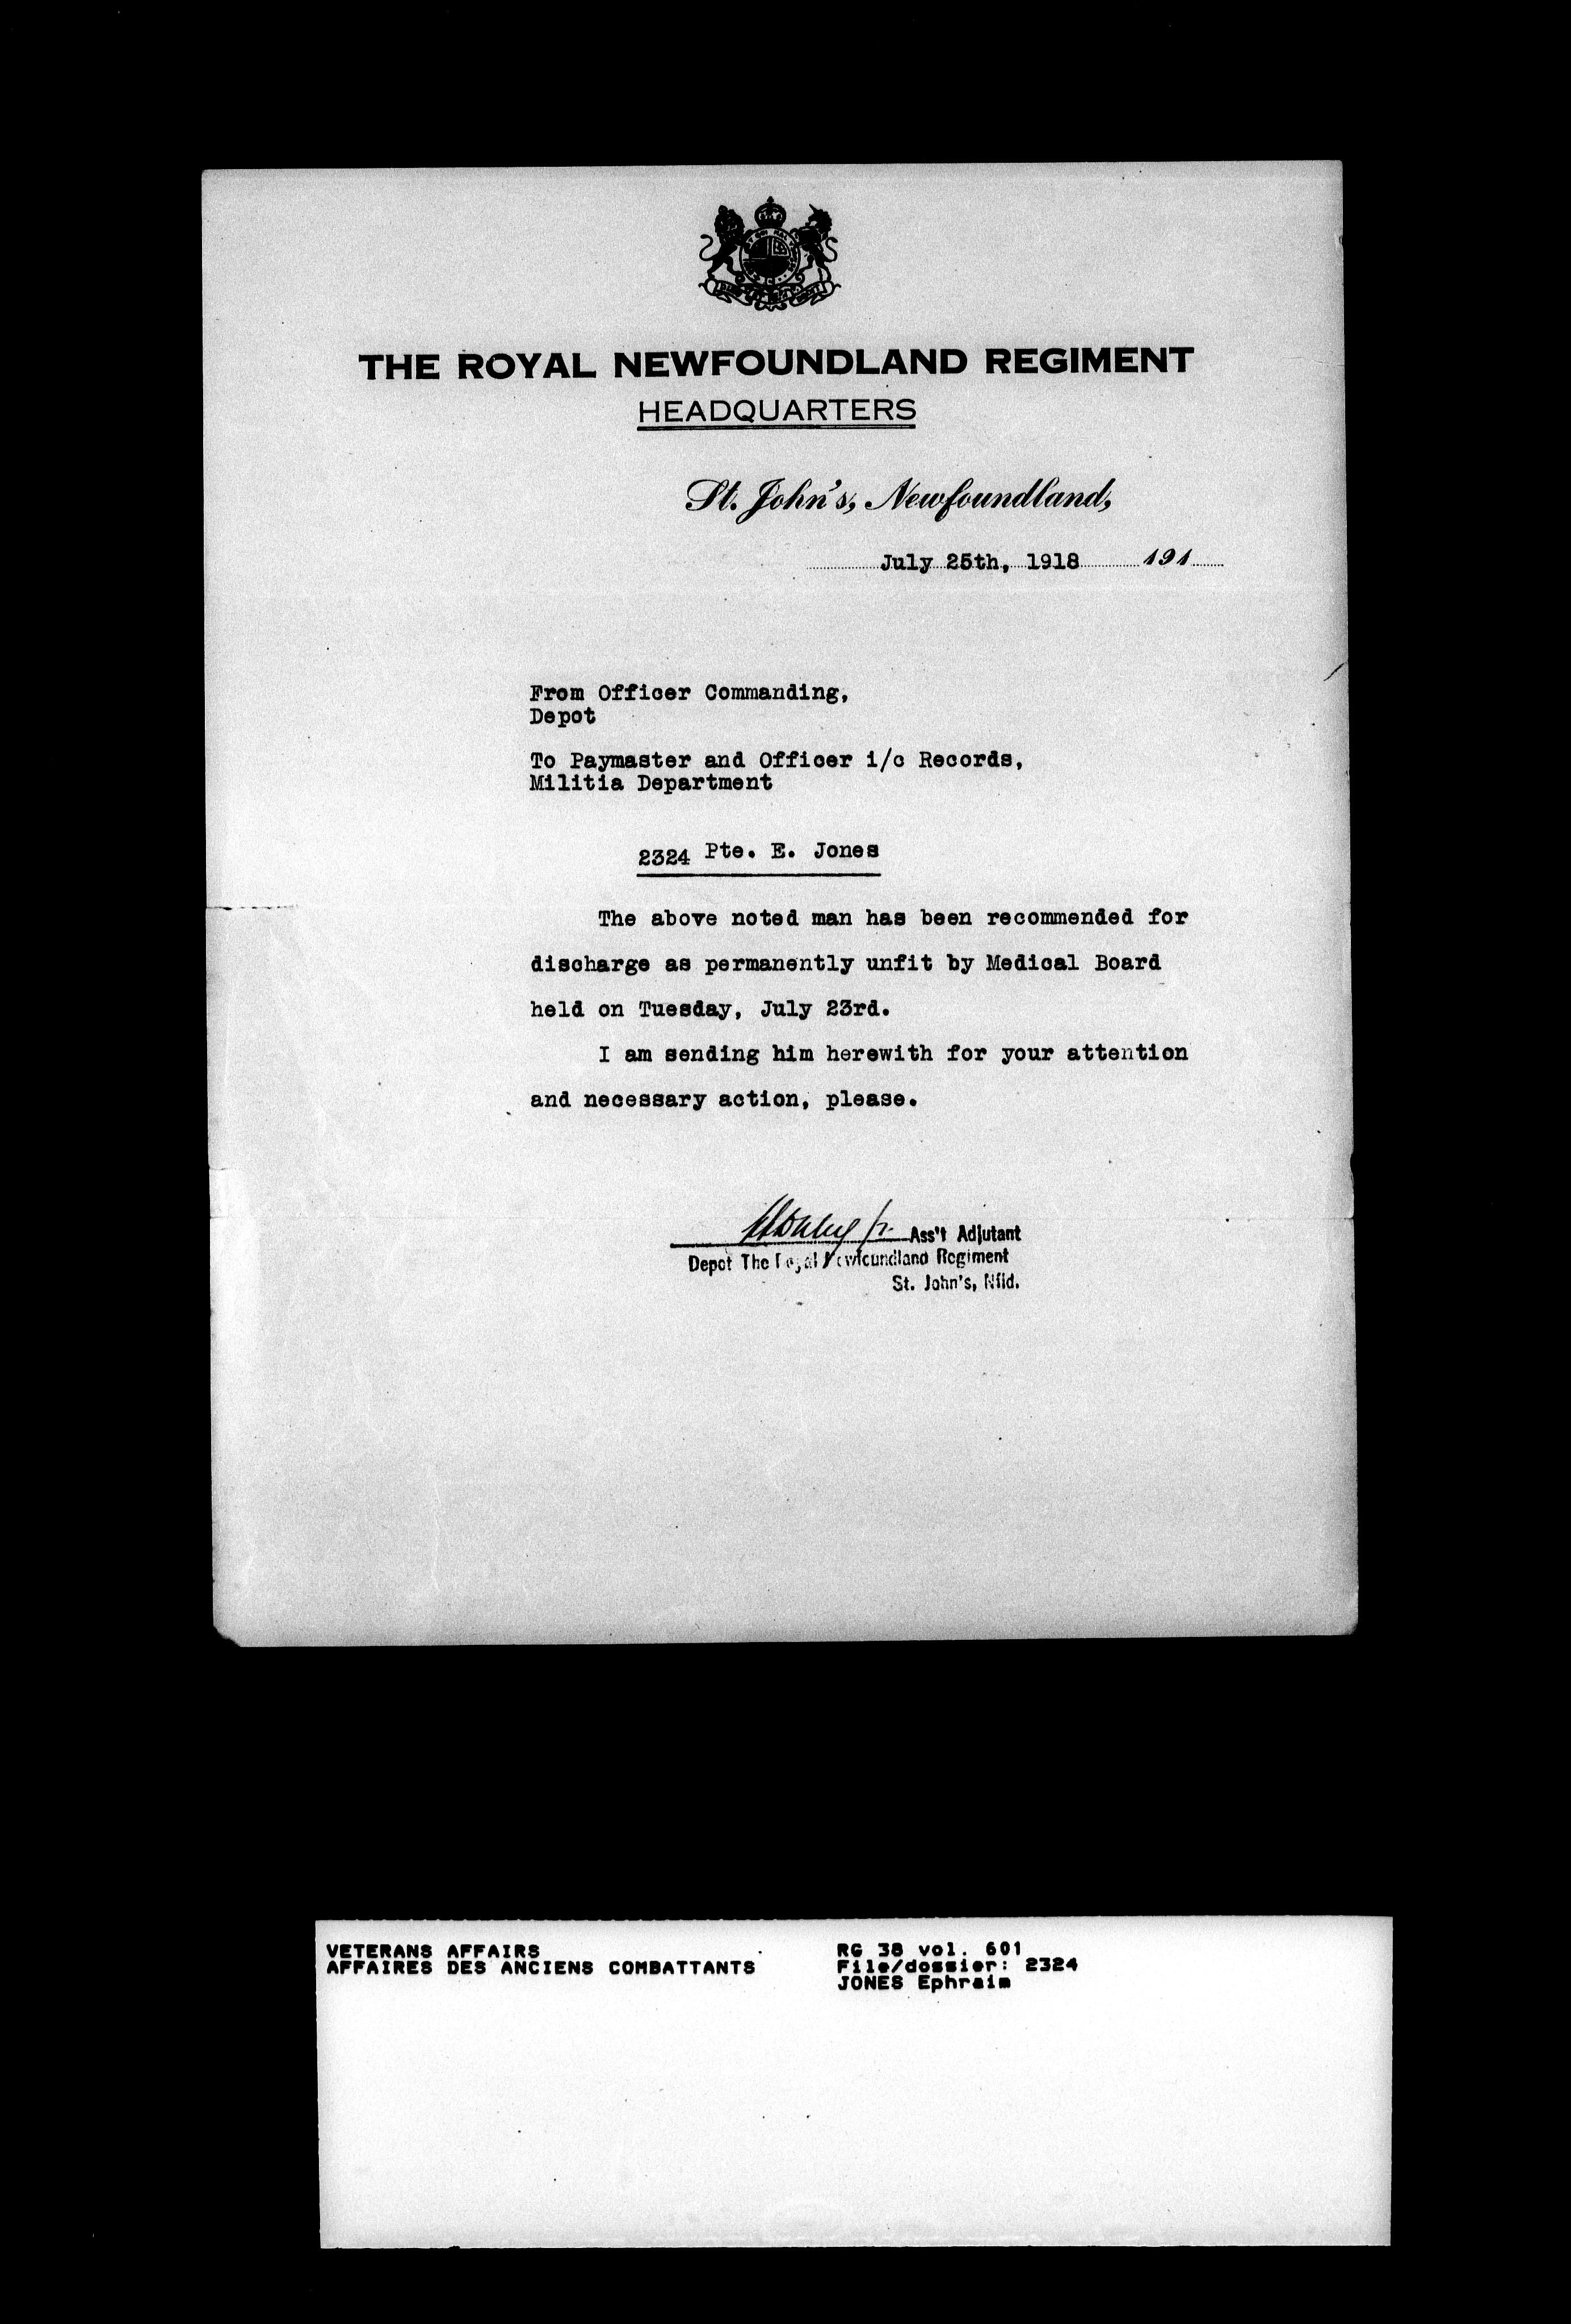 THE ROYAL NEWFOUNDLAND REGIMENT
HEADQUARTERS
St. John's, Newfoundland,
July 25th, 1918 191
From Officer Commanding,
Depot
To Paymaster and Officer i/c Records,
Militia Department
2324 Pte. E. Jones
The above noted man has been recommended for
discharge as permanently unfit by Medical Board
held on Tuesday, July 23rd.
I am sending him herewith for your attention
and necessary action, please.
Ass't Adjutant
Depot The Royal Newfoundland Regiment
St. John's, Nfld.
VETERANS AFFAIRS
AFFAIRES DES ANCIENS COMBATTANTS
RG 38 vol. 601
File/dossier: 2324
JONES Ephraim